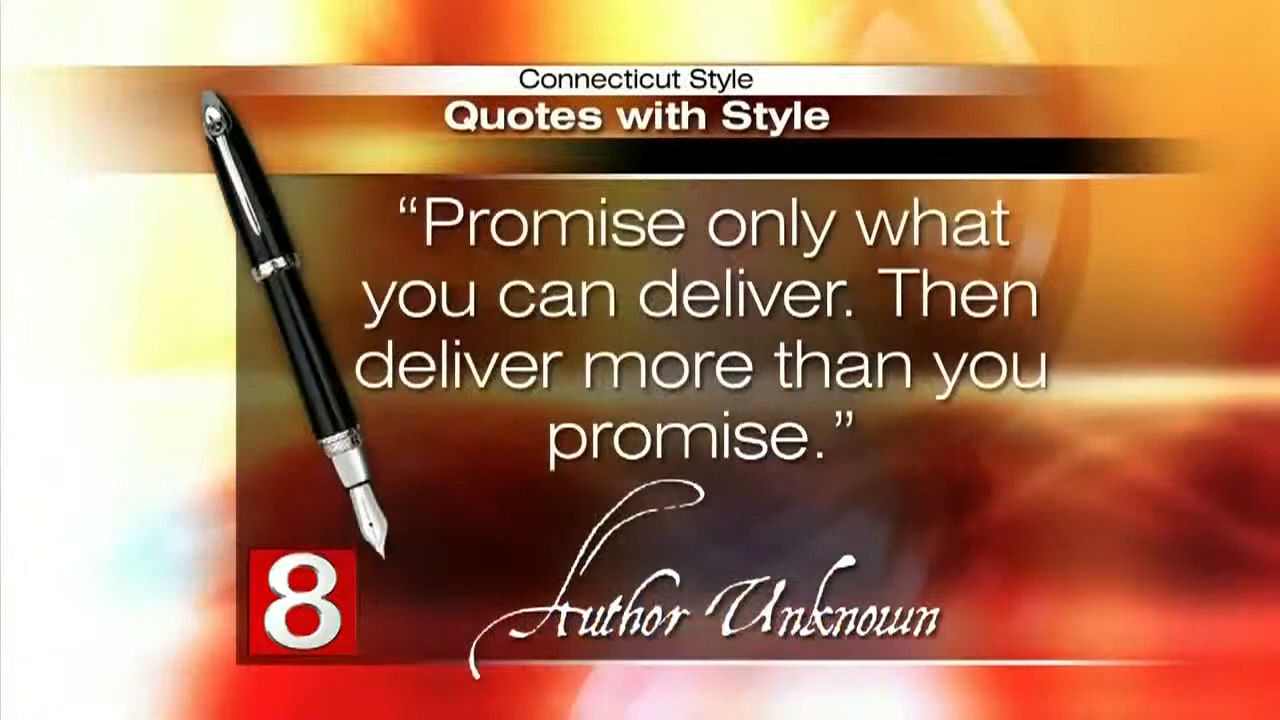 Connecticut Style
Quotes with Style
“Promise only what
you can deliver. Then
deliver more than you
promise.”
Author Unknown
8